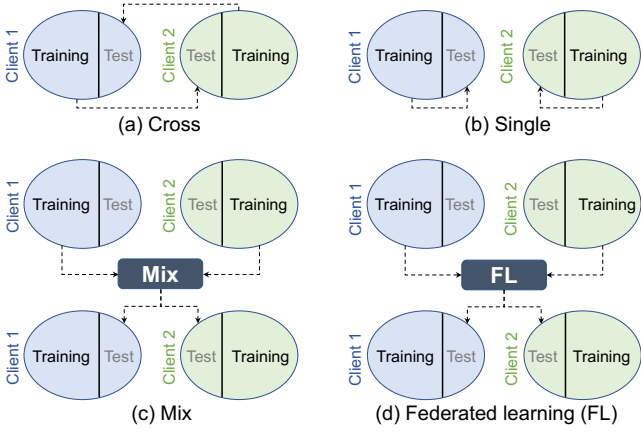 Client 1
Training
Test
Client 2
Test
Training
(a) Cross
Client 1
Training
Test
Client 2
Test
Training
(b) Single
Client 1
Training
Test
Client 2
Test
Training
Mix
Client 1
Training
Test
Client 2
Test
Training
(c) Mix
Client 1
Training
Test
Client 2
Test
Training
FL
Client 1
Training
Test
Client 2
Test
Training
(d) Federated learning (FL)